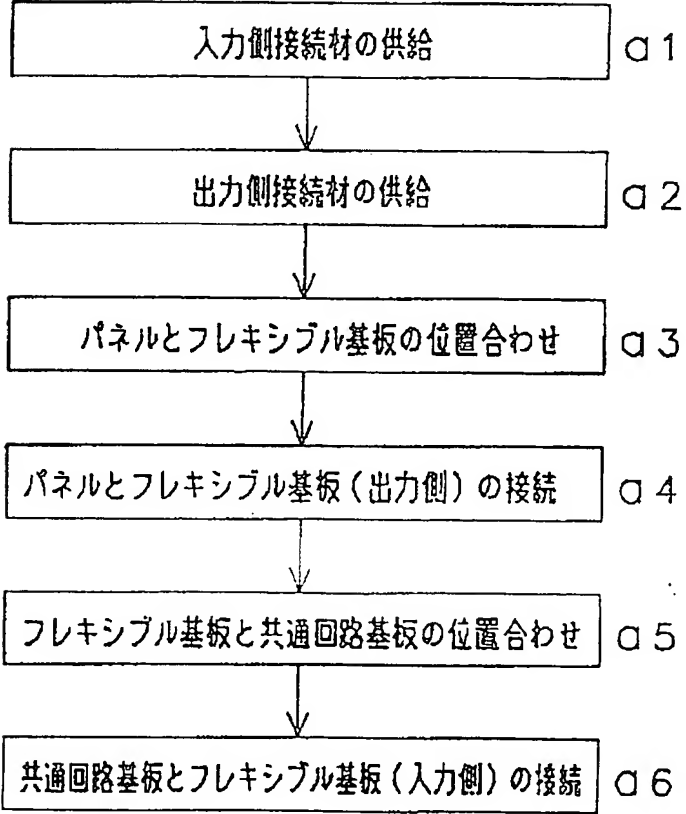 入力側接続材の供給 a1
出力側接続材の供給 a2
パネルとフレキシブル基板の位置合わせ a3
パネルとフレキシブル基板(出力側)の接続 a4
フレキシブル基板と共通回路基板の位置合わせ a5
共通回路基板とフレキシブル基板(入力側)の接続 a6